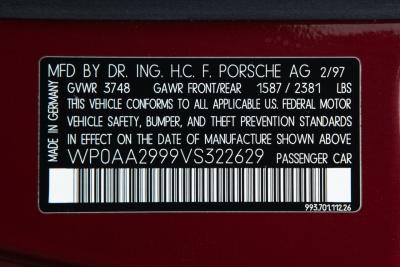 MFD BY DR. ING. H.C. F. PORSCHE AG 2/97
GVWR 3748 GAWR FRONT/REAR 1587/2381 LBS
THIS VEHICLE CONFORMS TO ALL APPLICABLE U.S. FEDERAL MOTOR
VEHICLE SAFETY, BUMPER, AND THEFT PREVENTION STANDARDS
IN EFFECT ON THE DATE OF MANUFACTURE SHOWN ABOVE.
WP0AA2999VS322629 PASSENGER CAR
MADE IN GERMANY
993.701.112.26